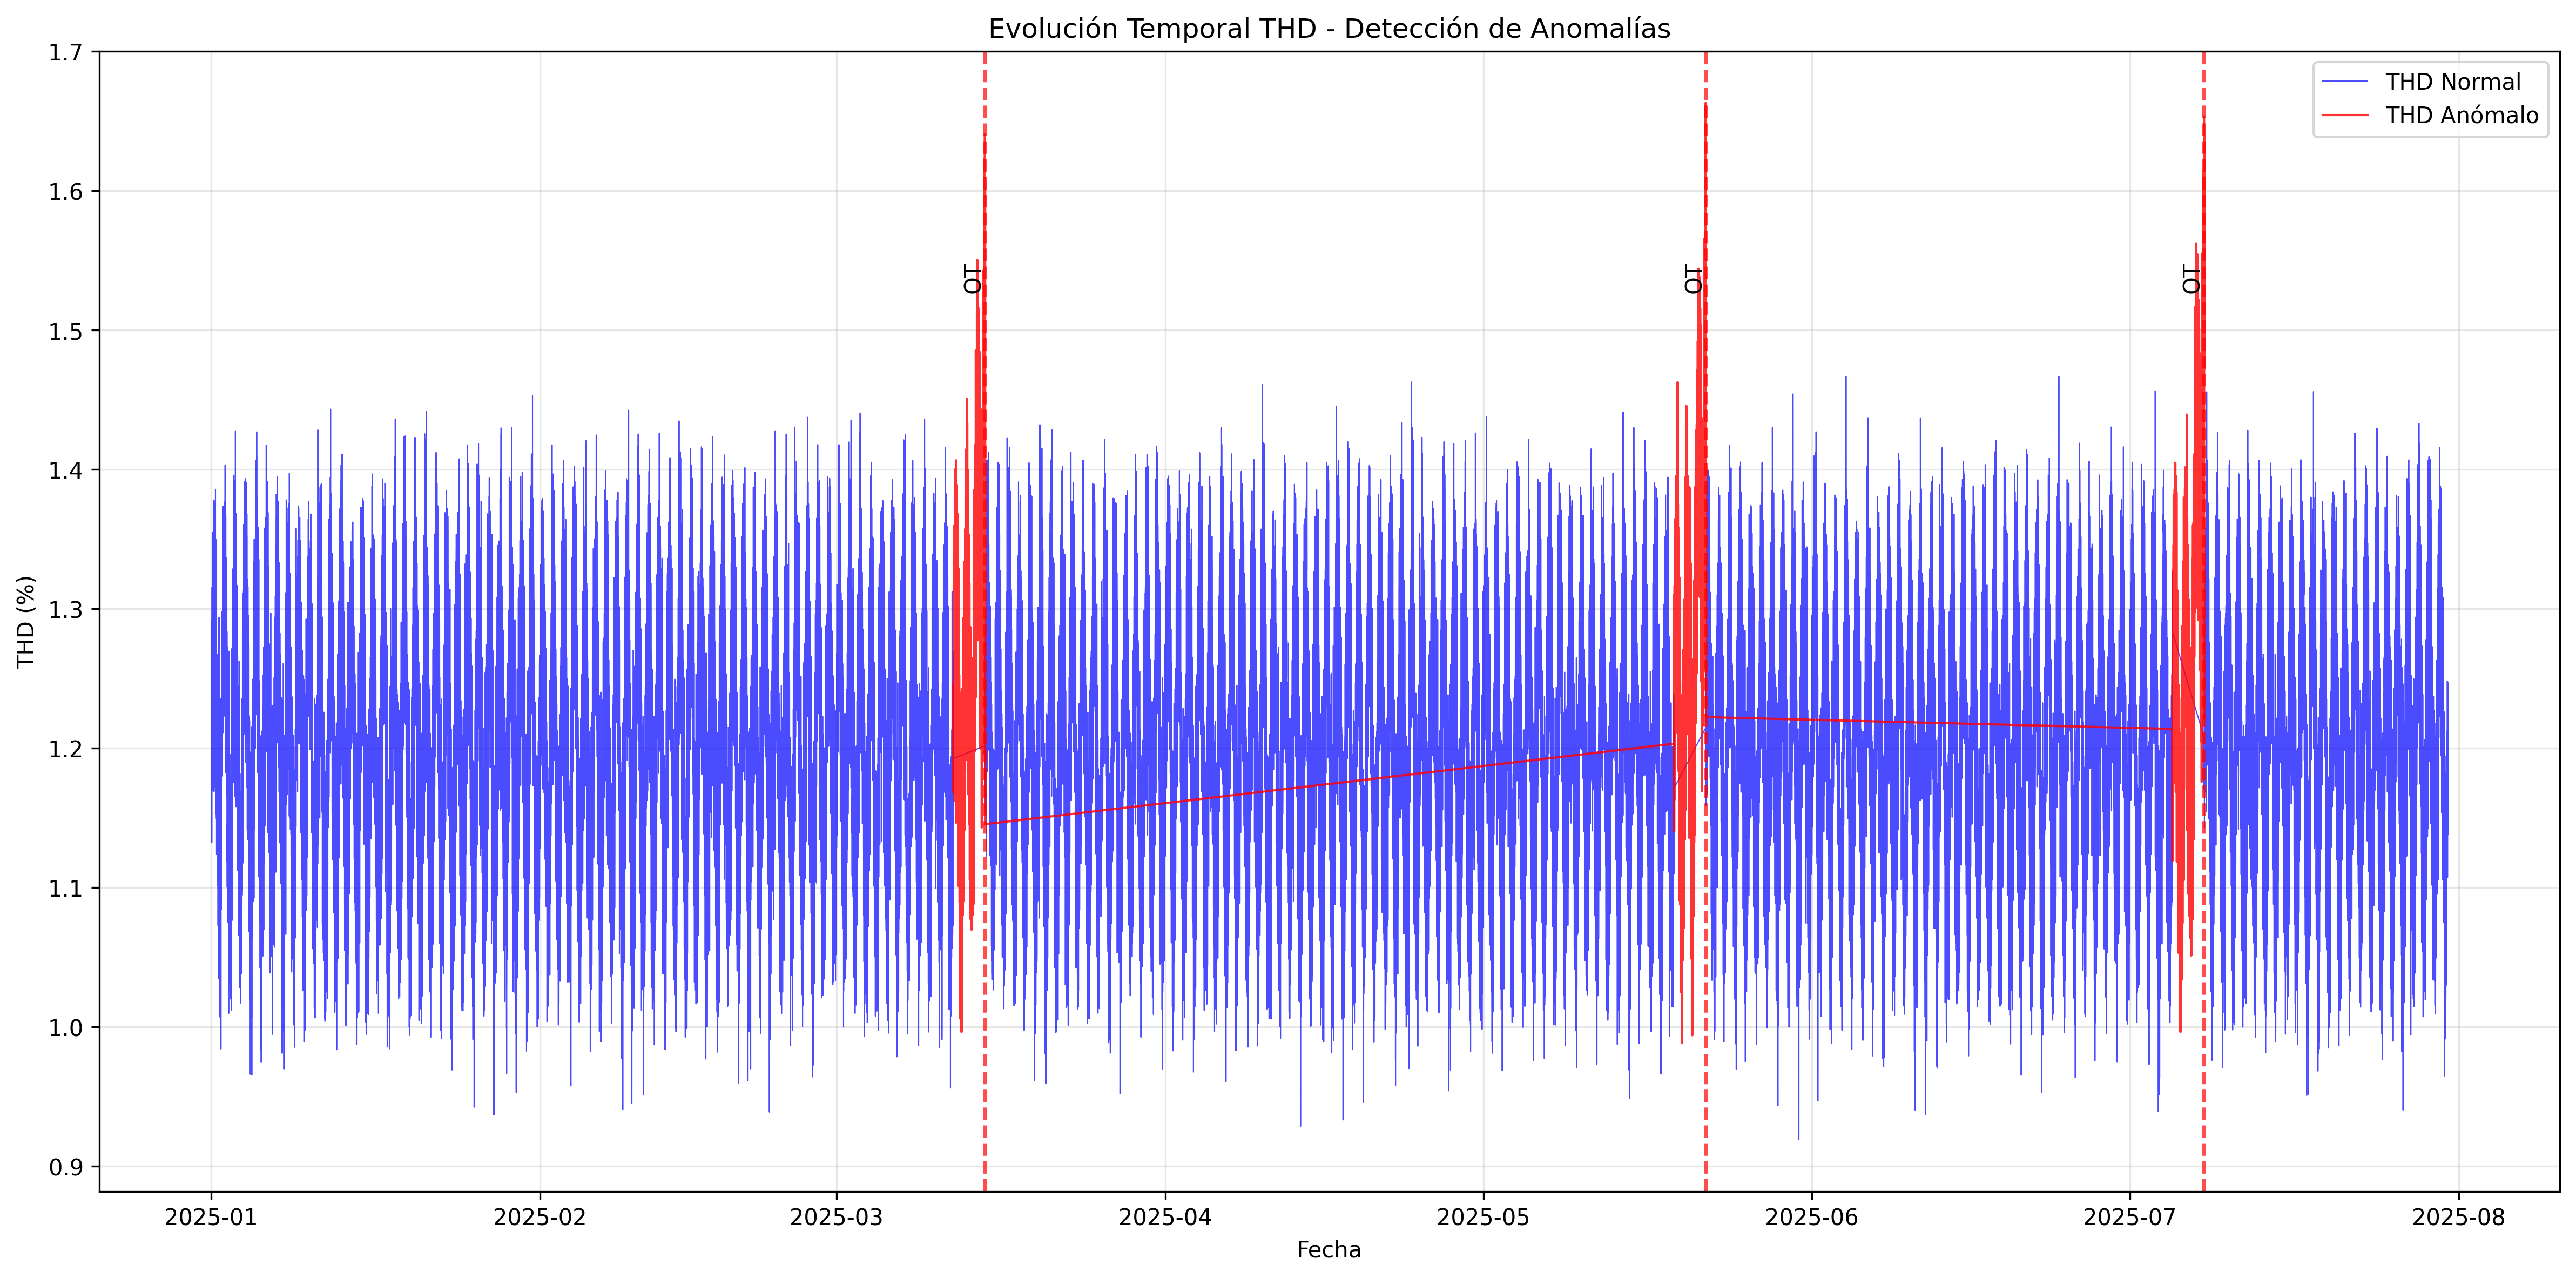 Evolución Temporal THD - Detección de Anomalías
THD Normal
THD Anómalo
OT
OT
OT
THD (%)
1.7
1.6
1.5
1.4
1.3
1.2
1.1
1.0
0.9
2025-01 2025-02 2025-03 2025-04 2025-05 2025-06 2025-07 2025-08
Fecha